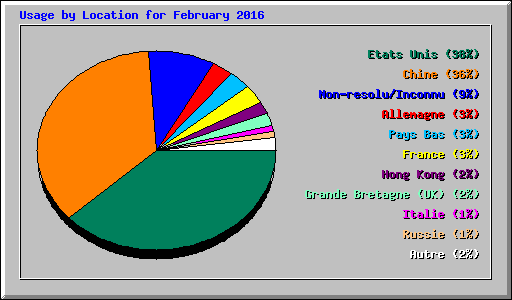 Usage by Location for February 2016
Etats Unis (38%)
Chine (36%)
Non-resolu/Inconnu (9%)
Allemagne (3%)
Pays Bas (3%)
France (3%)
Hong Kong (2%)
Grande Bretagne (UK) (2%)
Italie (1%)
Russie (1%)
Autre (2%)